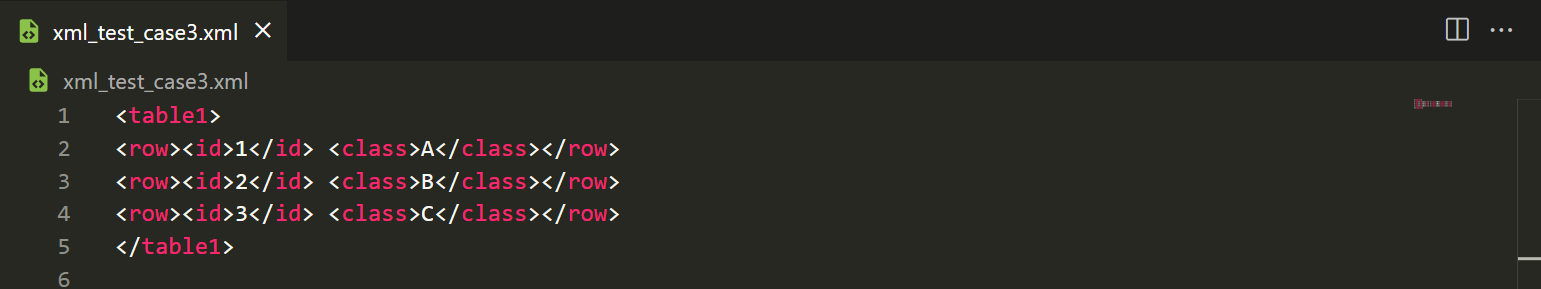 xml_test_case3.xml
xml_test_case3.xml
1 <table1>
2 <row><id>1</id> <class>A</class></row>
3 <row><id>2</id> <class>B</class></row>
4 <row><id>3</id> <class>C</class></row>
5 </table1>
6